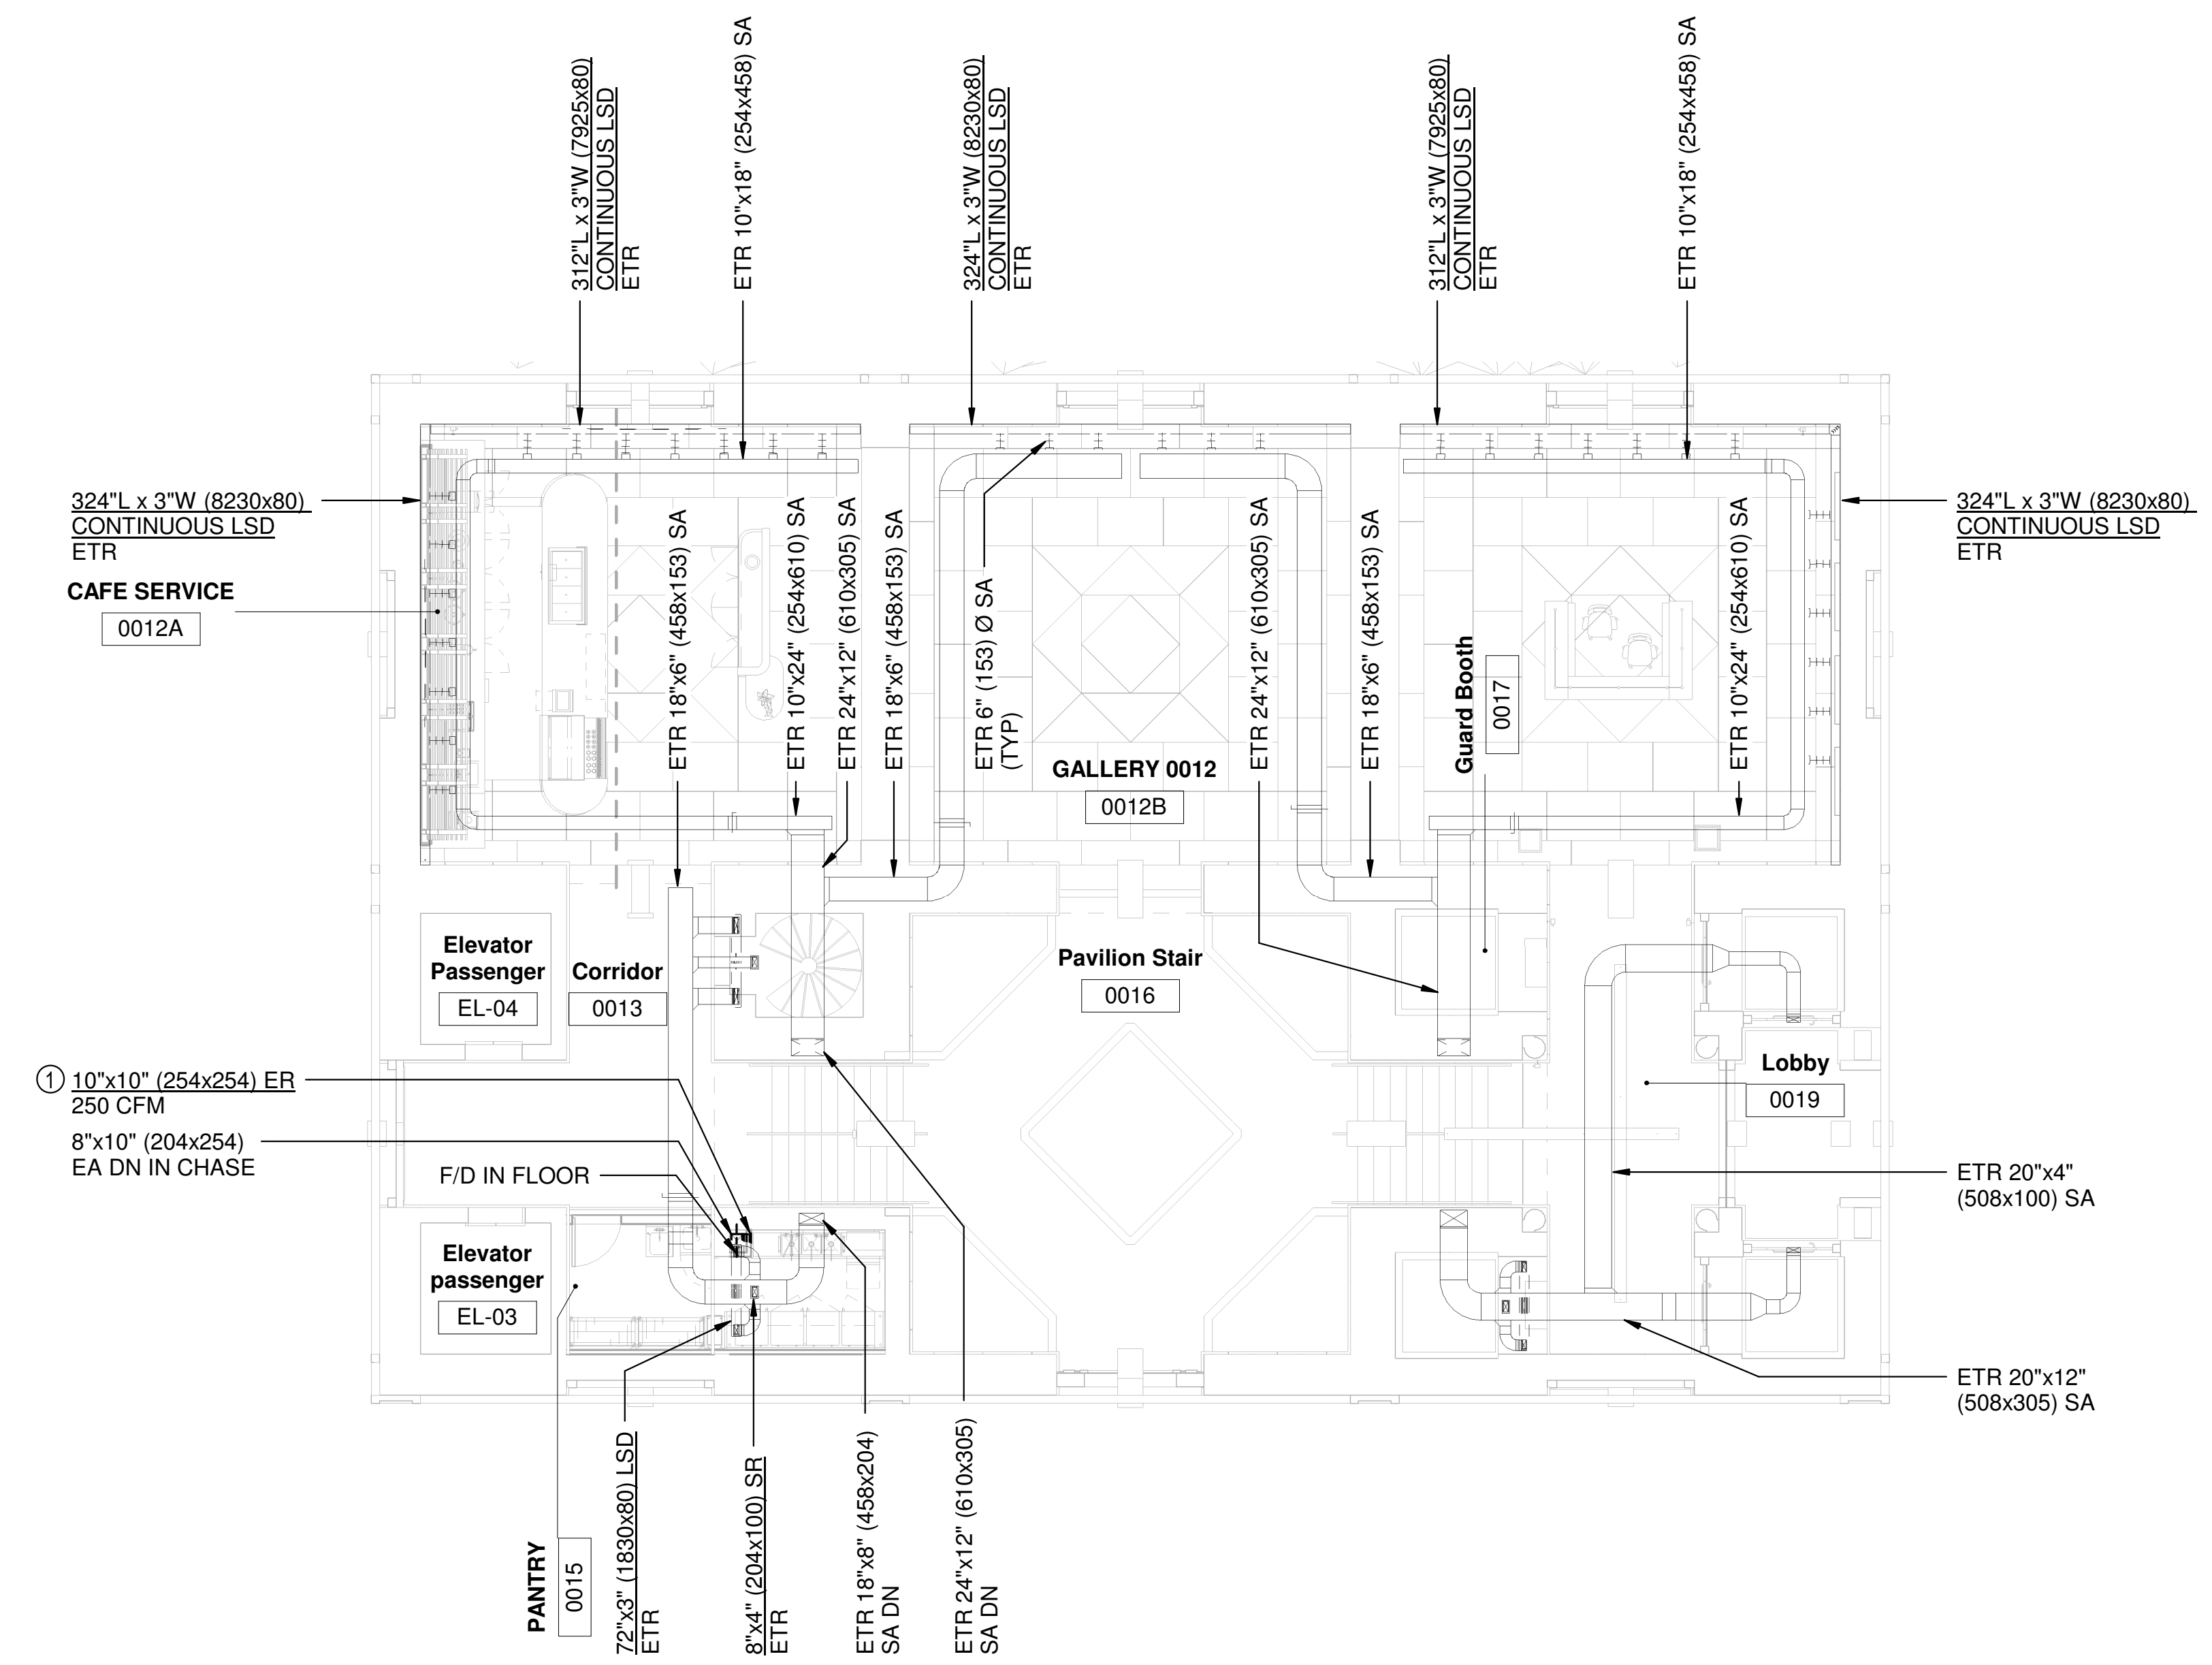 312"L x 3"W (7925x80)
CONTINUOUS LSD
ETR
ETR 10"x18" (254x458) SA
324"L x 3"W (8230x80)
CONTINUOUS LSD
ETR
312"L x 3"W (7925x80)
CONTINUOUS LSD
ETR
ETR 10"x18" (254x458) SA
324"L x 3"W (8230x80)
CONTINUOUS LSD
ETR
CAFE SERVICE
0012A
ETR 18"x6" (458x153) SA
ETR 10"x24" (254x610) SA
ETR 24"x12" (610x305) SA
ETR 18"x6" (458x153) SA
ETR 6" (153) Ø SA
(TYP)
GALLERY 0012
0012B
ETR 24"x12" (610x305) SA
ETR 18"x6" (458x153) SA
Guard Booth
0017
ETR 10"x24" (254x610) SA
324"L x 3"W (8230x80)
CONTINUOUS LSD
ETR
Elevator
Passenger
EL-04
Corridor
0013
Pavilion Stair
0016
Lobby
0019
1 10"x10" (254x254) ER
250 CFM
8"x10" (204x254)
EA DN IN CHASE
F/D IN FLOOR
ETR 20"x4"
(508x100) SA
Elevator
passenger
EL-03
ETR 20"x12"
(508x305) SA
PANTRY
0015
72"x3" (1830x80) LSD
ETR
8"x4" (204x100) SR
ETR
ETR 18"x8" (458x204)
SA DN
ETR 24"x12" (610x305)
SA DN